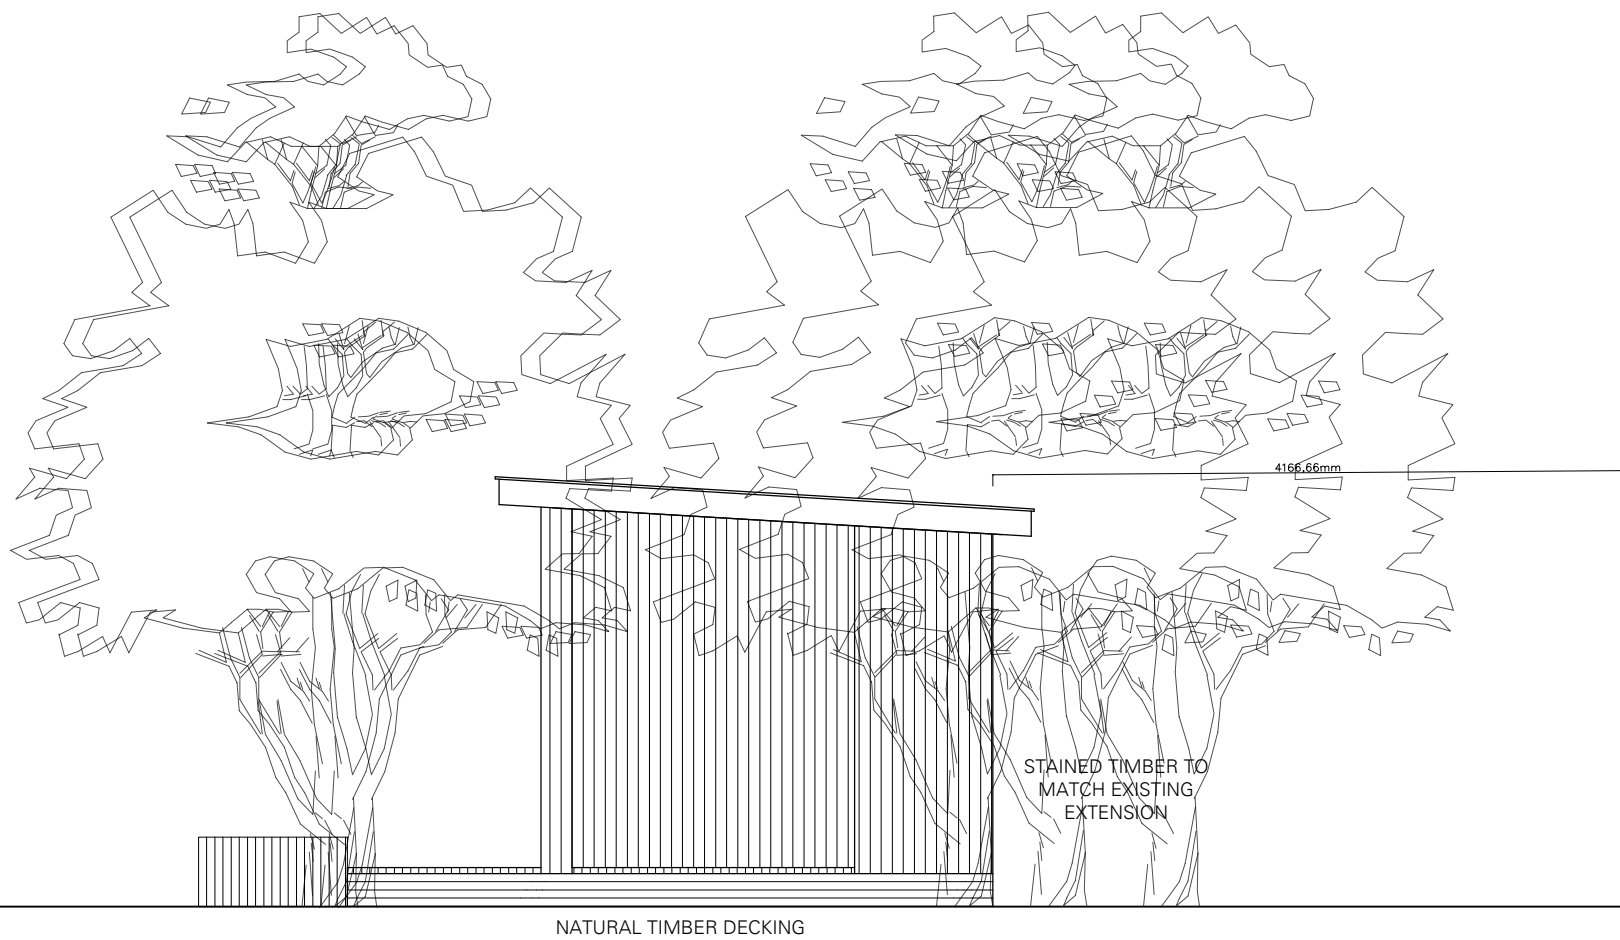 4166.66mm
STAINED TIMBER TO
MATCH EXISTING
EXTENSION
NATURAL TIMBER DECKING